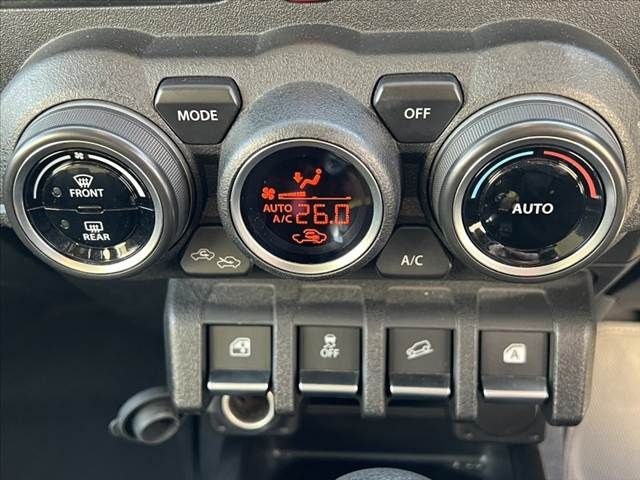 MODE
OFF
FRONT
REAR
AUTO
A/C 26.0
AUTO
A/C
OFF
A